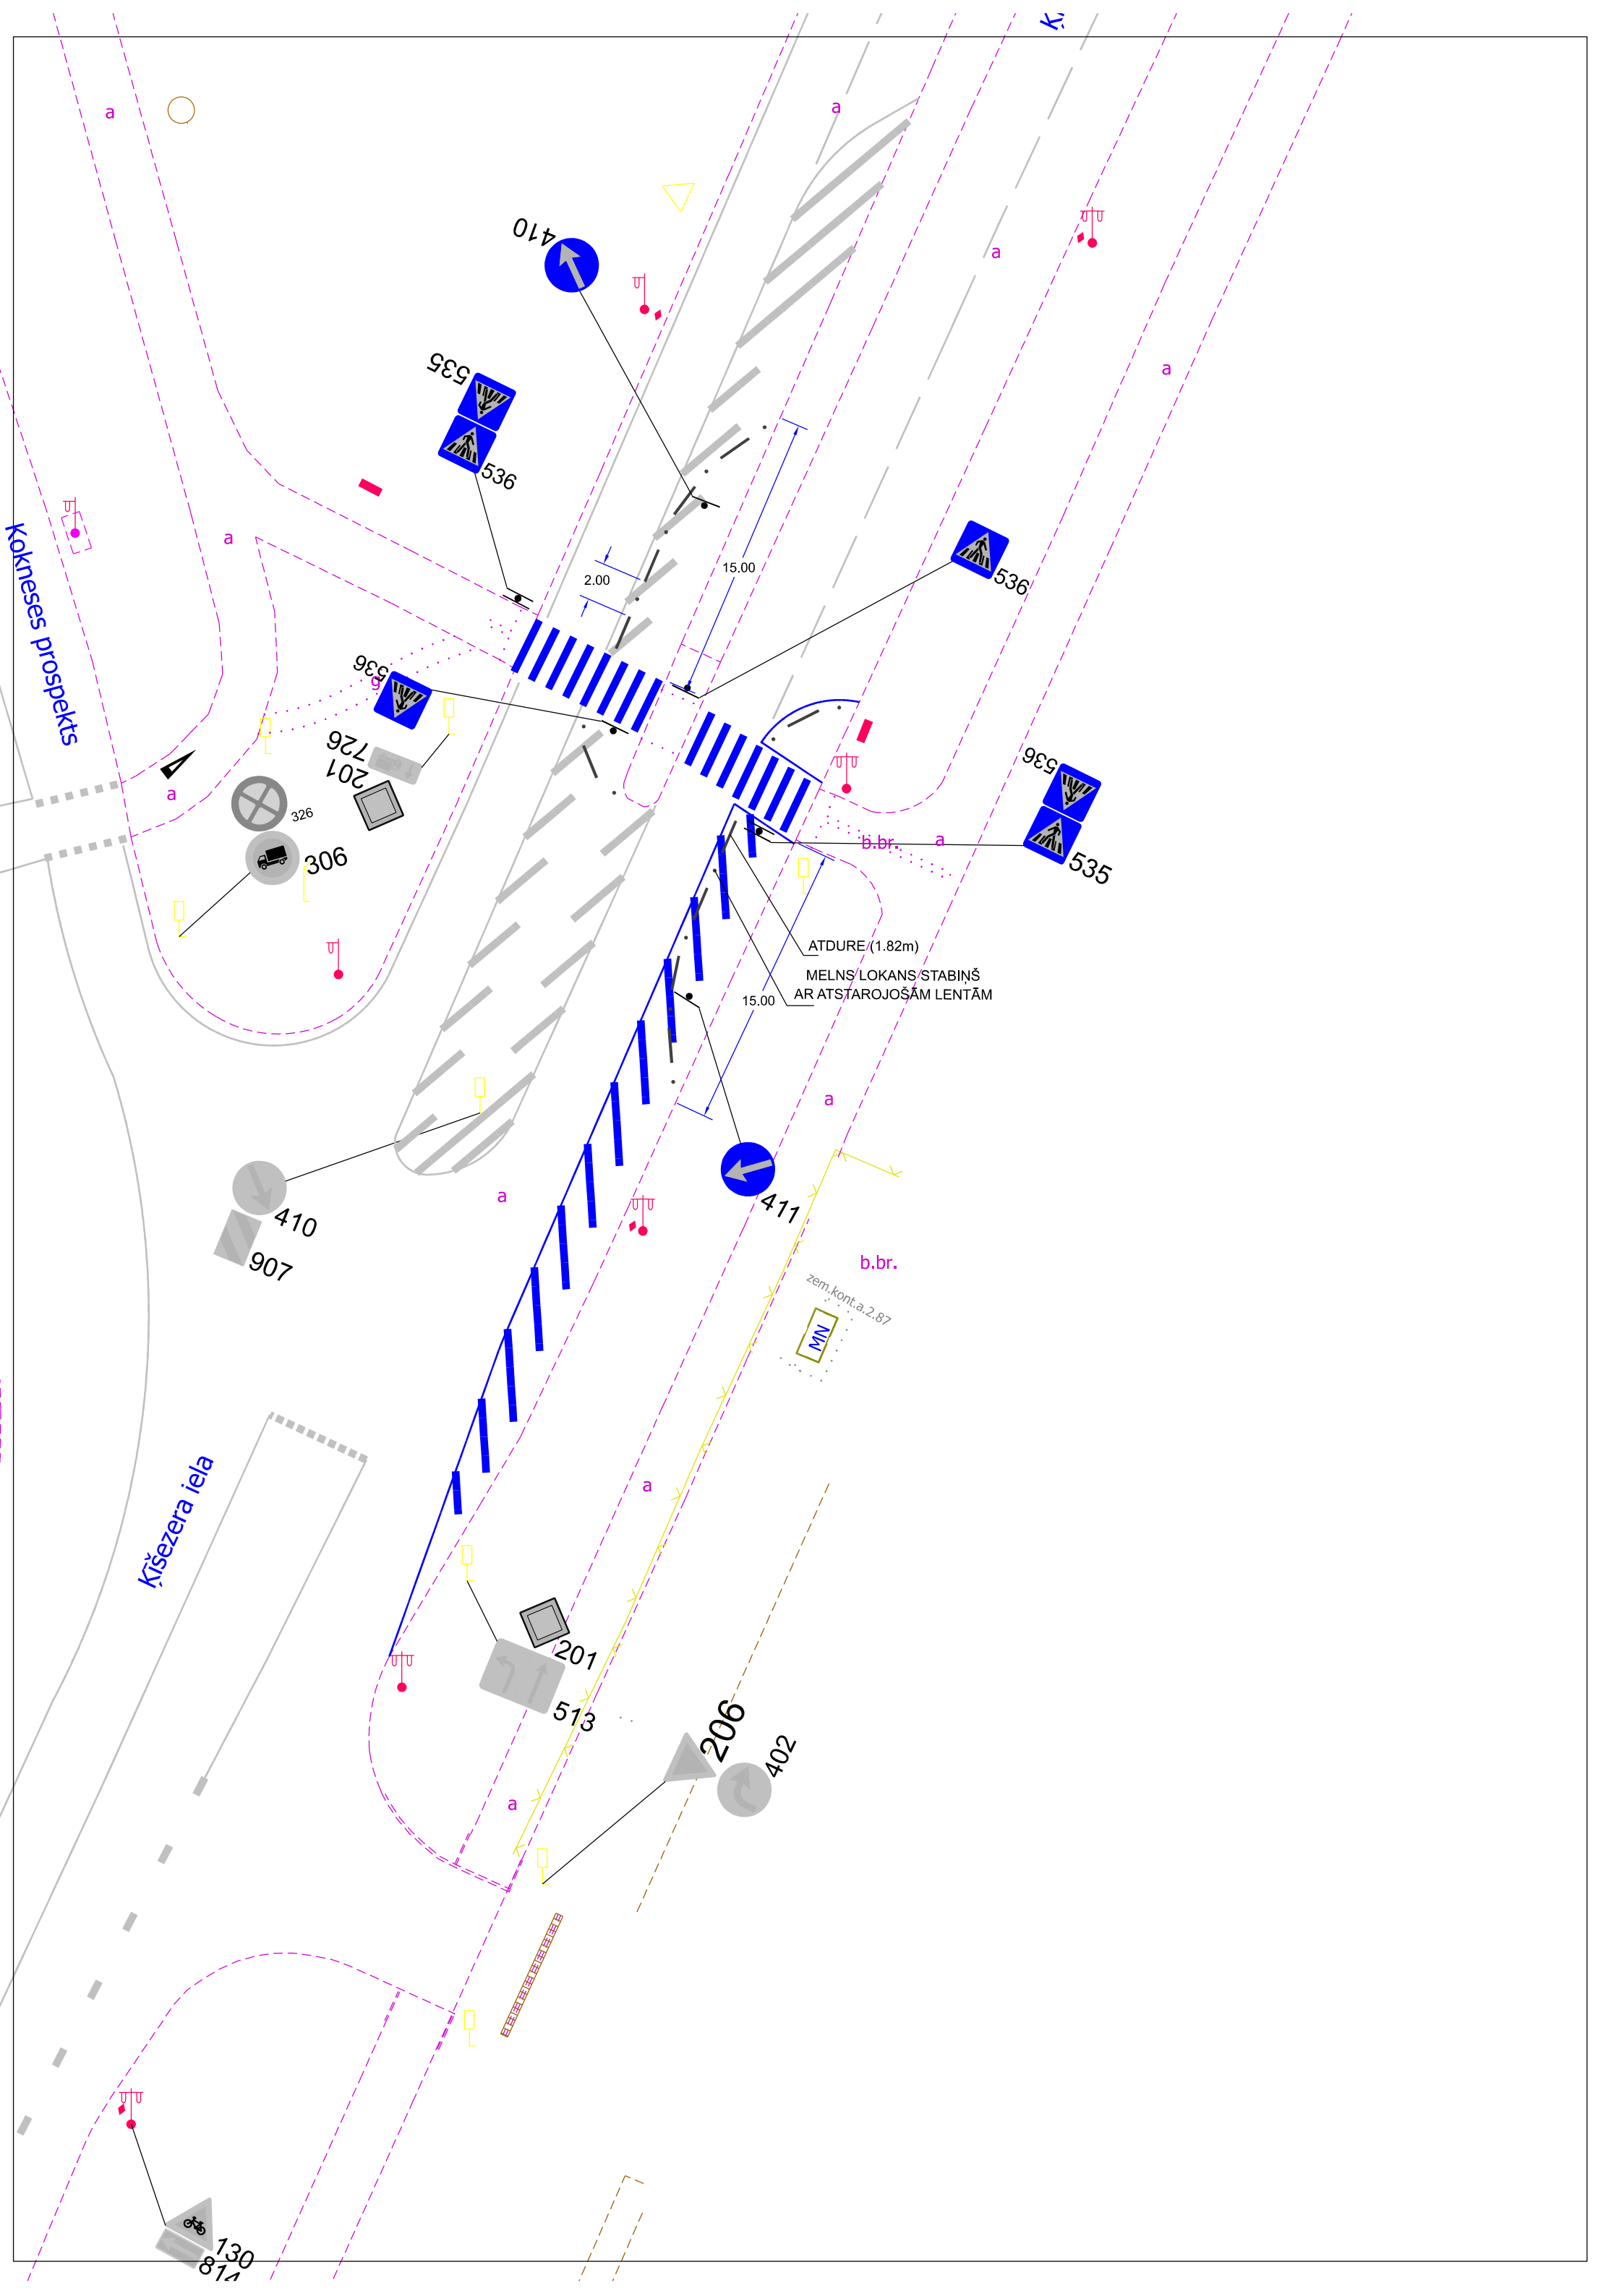 a
a
410
a
535
536
a
a
2.00
15.00
536
Kokneses prospekts
536
g
726
201
536
a
326
306
b.br.
a
535
ATDURE (1.82m)
MELNS LOKANS STABIŅŠ
AR ATSTAROJOŠĀM LENTĀM
15.00
a
a
411
410
907
b.br.
zem.kont.a.2.87
MN
Ķīšezera iela
a
201
513
206
402
a
130
814